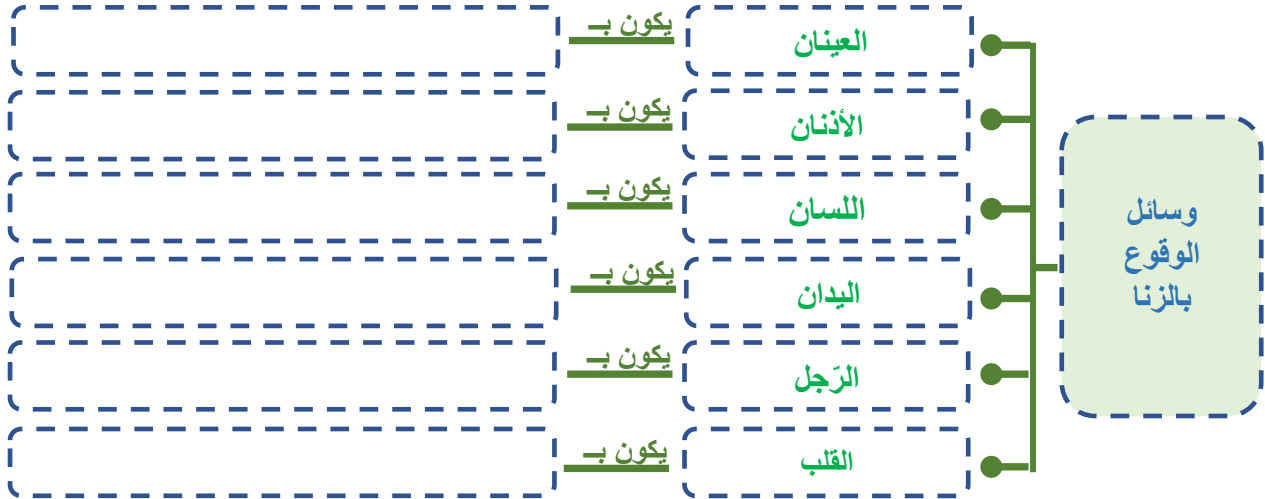 وسائل
الوقوع
بالزنا
العينان
يكون بـ
الأذنان
يكون بـ
اللسان
يكون بـ
اليدان
يكون بـ
الرّجل
يكون بـ
القلب
يكون بـ